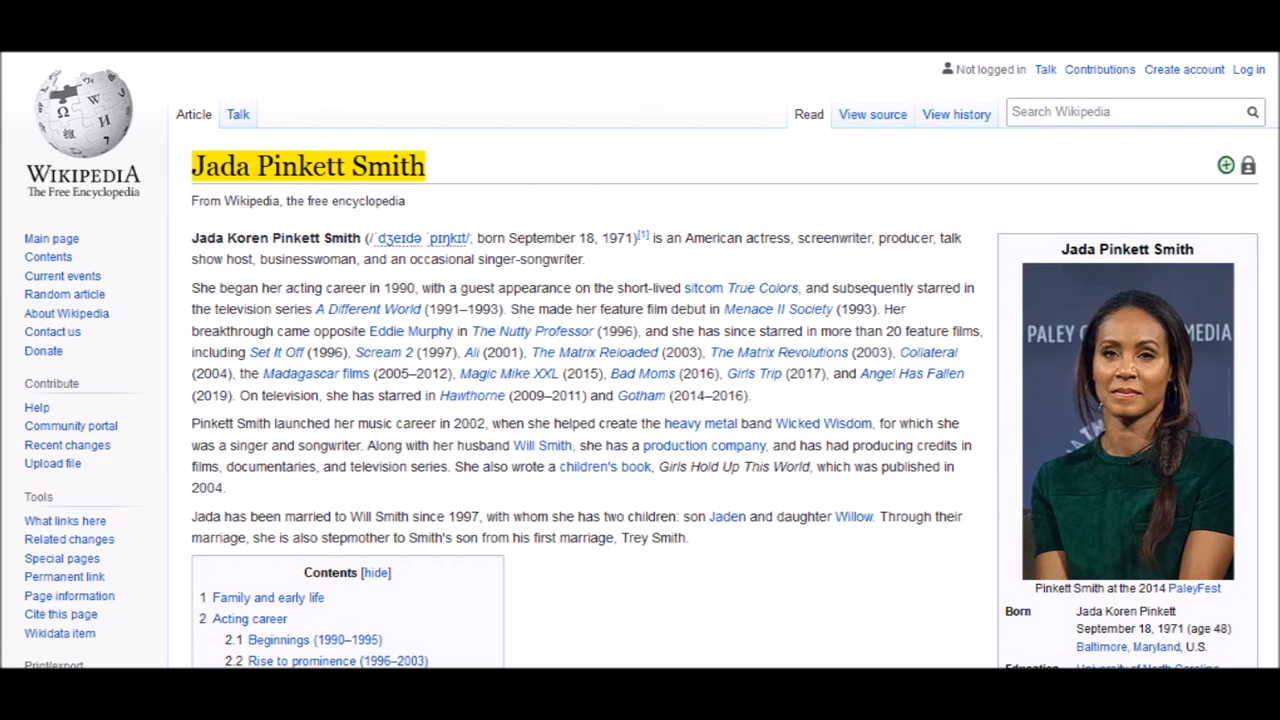 Not logged in Talk Contributions Create account Log in
Article Talk Read View source View history Search Wikipedia
WIKIPEDIA
The Free Encyclopedia
Main page
Contents
Current events
Random article
About Wikipedia
Contact us
Donate
Contribute
Help
Community portal
Recent changes
Upload file
Tools
What links here
Related changes
Special pages
Permanent link
Page information
Cite this page
Wikidata item
Print/export
Jada Pinkett Smith
From Wikipedia, the free encyclopedia
Jada Koren Pinkett Smith (/ˈdʒeɪdə ˈpɪŋkɪt/; born September 18, 1971)[1] is an American actress, screenwriter, producer, talk
show host, businesswoman, and an occasional singer-songwriter.
She began her acting career in 1990, with a guest appearance on the short-lived sitcom True Colors, and subsequently starred in
the television series A Different World (1991–1993). She made her feature film debut in Menace II Society (1993). Her
breakthrough came opposite Eddie Murphy in The Nutty Professor (1996), and she has since starred in more than 20 feature films,
including Set It Off (1996), Scream 2 (1997), Ali (2001), The Matrix Reloaded (2003), The Matrix Revolutions (2003), Collateral
(2004), the Madagascar films (2005–2012), Magic Mike XXL (2015), Bad Moms (2016), Girls Trip (2017), and Angel Has Fallen
(2019). On television, she has starred in Hawthorne (2009–2011) and Gotham (2014–2016).
Pinkett Smith launched her music career in 2002, when she helped create the heavy metal band Wicked Wisdom, for which she
was a singer and songwriter. Along with her husband Will Smith, she has a production company, and has had producing credits in
films, documentaries, and television series. She also wrote a children's book, Girls Hold Up This World, which was published in
2004.
Jada has been married to Will Smith since 1997, with whom she has two children: son Jaden and daughter Willow. Through their
marriage, she is also stepmother to Smith's son from his first marriage, Trey Smith.
Contents [hide]
1 Family and early life
2 Acting career
2.1 Beginnings (1990–1995)
2.2 Rise to prominence (1996–2003)
Jada Pinkett Smith
PALEY MEDIA
Pinkett Smith at the 2014 PaleyFest
Born Jada Koren Pinkett
September 18, 1971 (age 48)
Baltimore, Maryland, U.S.
Education University of North Carolina